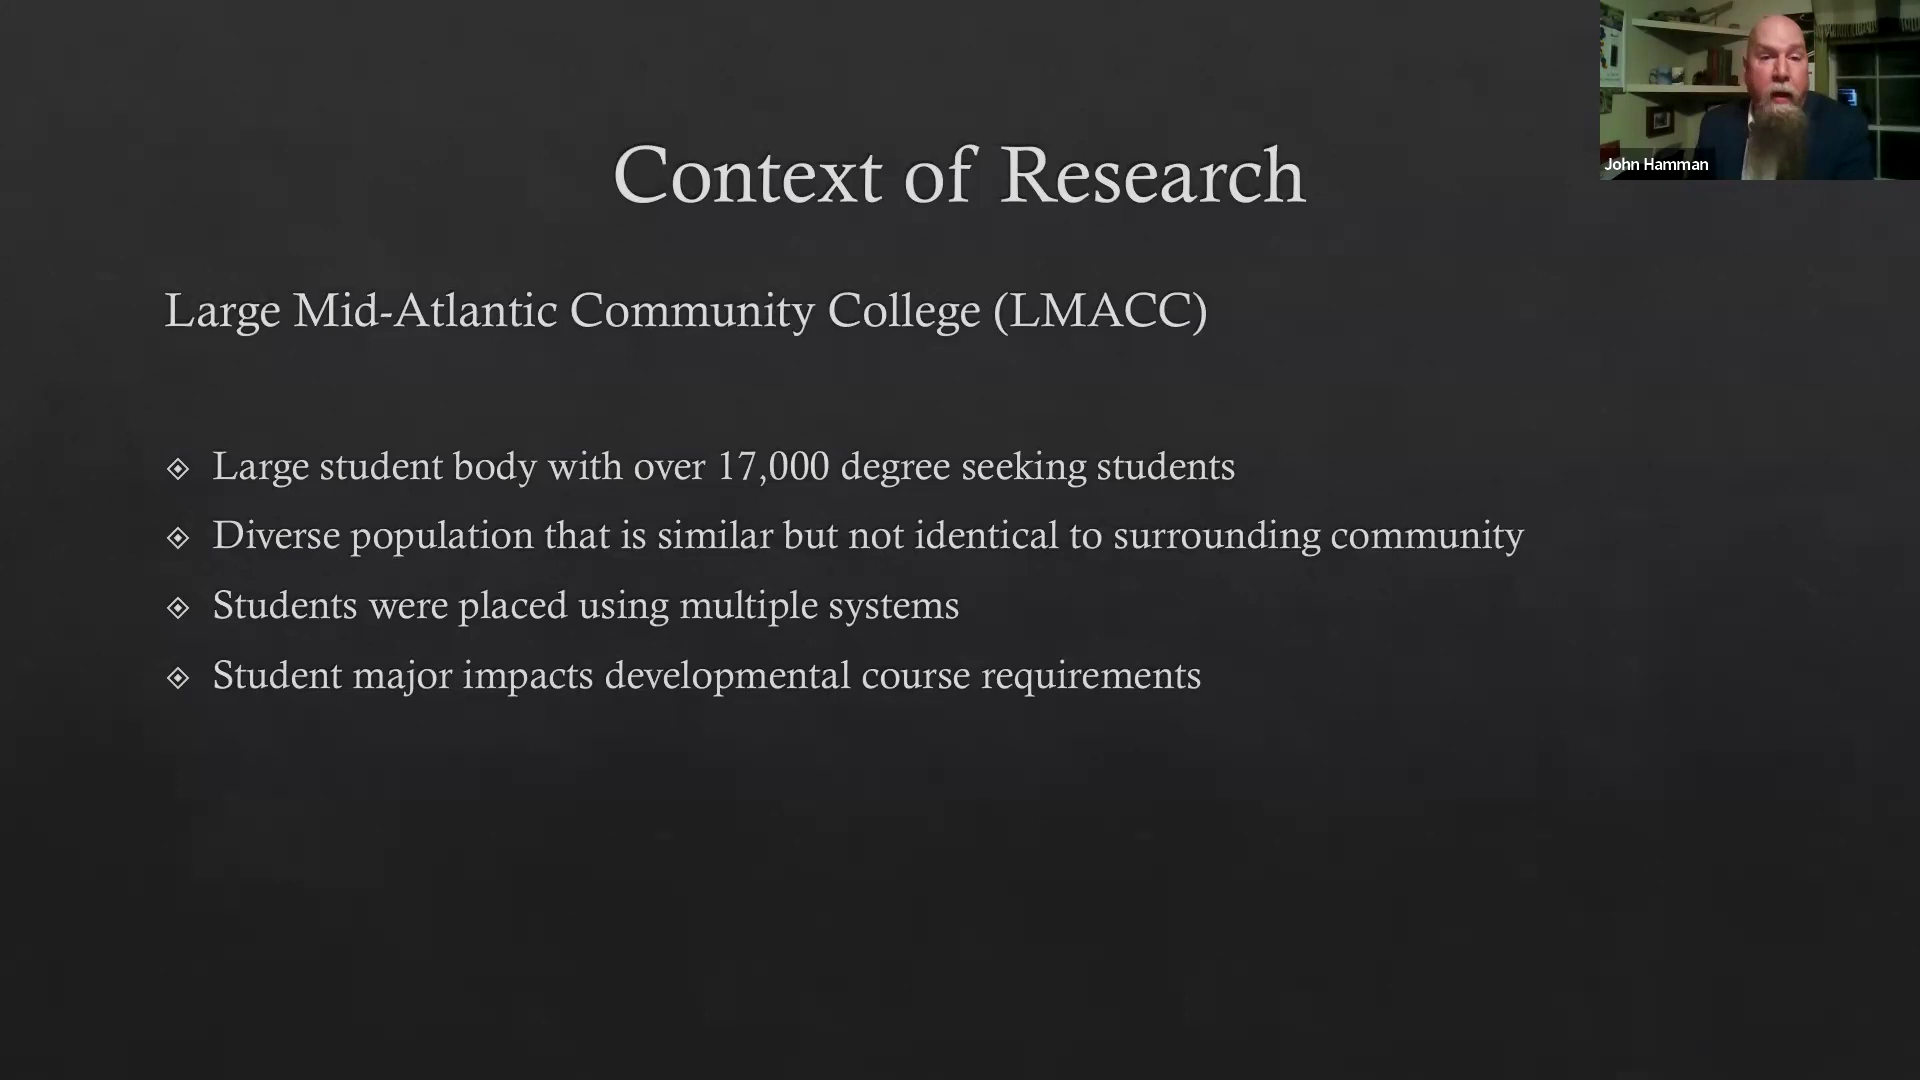 Context of Research
John Hamman
Large Mid-Atlantic Community College (LMACC)
Large student body with over 17,000 degree seeking students
Diverse population that is similar but not identical to surrounding community
Students were placed using multiple systems
Student major impacts developmental course requirements